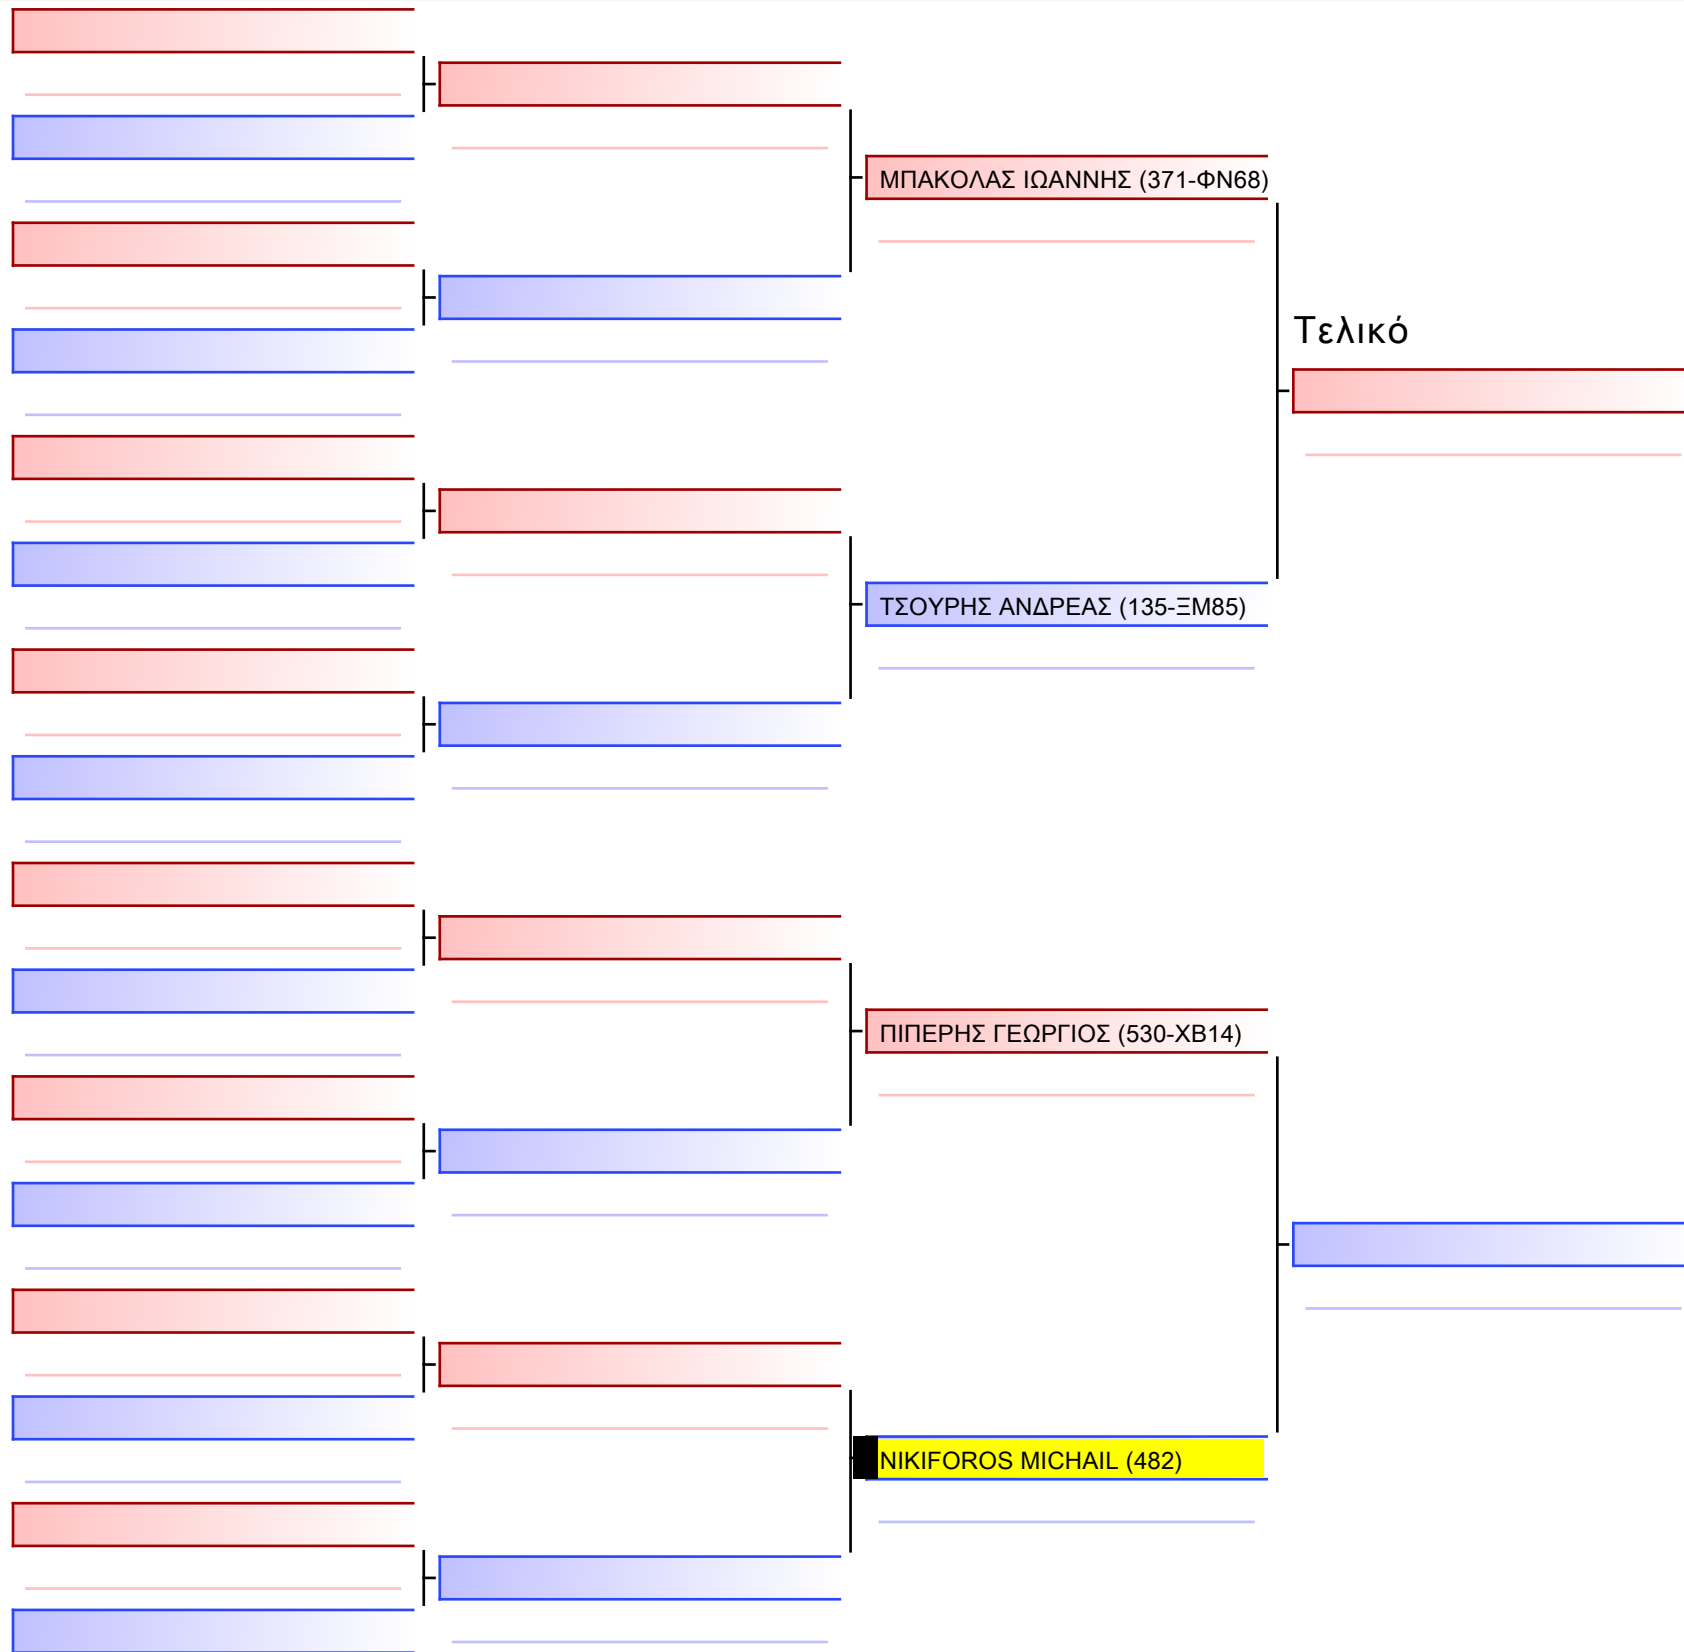 ΜΠΑΚΟΛΑΣ ΙΩΑΝΝΗΣ (371-ΦΝ68)
Τελικό
ΤΣΟΥΡΗΣ ΑΝΔΡΕΑΣ (135-ΞΜ85)
ΠΙΠΕΡΗΣ ΓΕΩΡΓΙΟΣ (530-ΧΒ14)
NIKIFOROS MICHAIL (482)